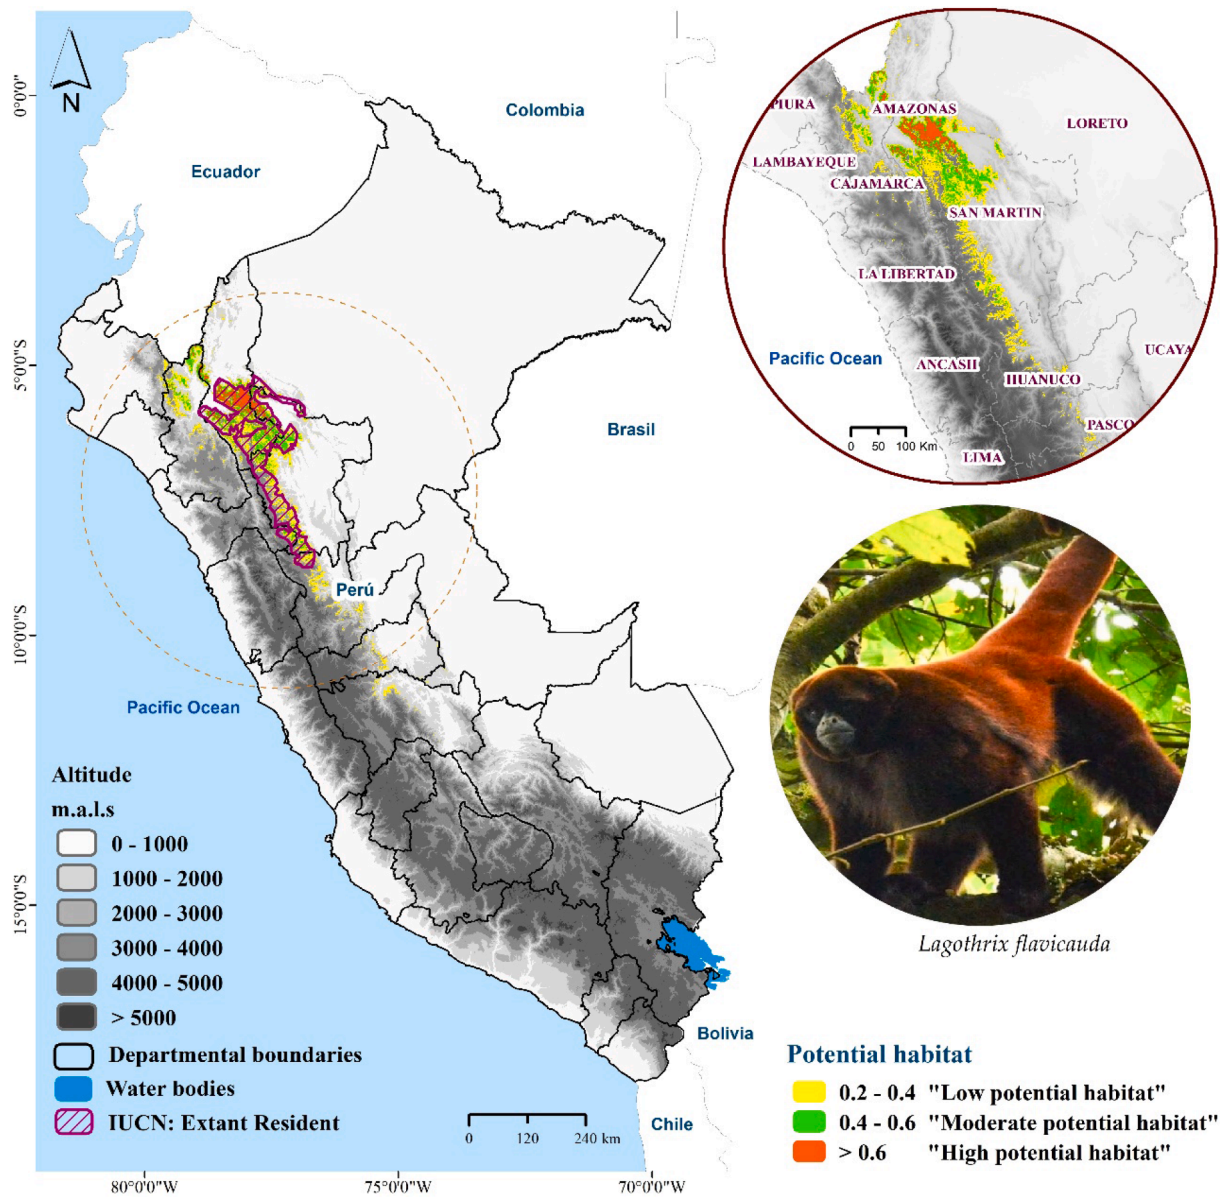 N
0°0'0"
5°0'0"S
10°0'0"S
15°0'0"S
80°0'0"W
75°0'0"W
70°0'0"W
Colombia
Ecuador
Brasil
Perú
Pacific Ocean
Bolivia
Chile
Altitude
m.a.l.s
0 - 1000
1000 - 2000
2000 - 3000
3000 - 4000
4000 - 5000
> 5000
Departmental boundaries
Water bodies
IUCN: Extant Resident
0 120 240 km
PIURA
AMAZONAS
LORETO
LAMBAYEQUE
CAJAMARCA
SAN MARTIN
LA LIBERTAD
Pacific Ocean
ANCASH
UCAYA
HUANUCO
PASCO
LIMA
0 50 100 Km
Lagothrix flavicauda
Potential habitat
0.2 - 0.4 "Low potential habitat"
0.4 - 0.6 "Moderate potential habitat"
> 0.6 "High potential habitat"